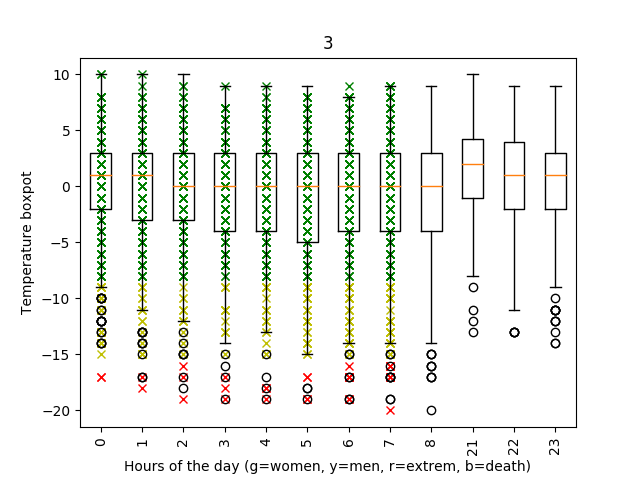 3
10
5
0
−5
−10
−15
−20
Temperature boxpot
0 1 2 3 4 5 6 7 8 21 22 23
Hours of the day (g=women, y=men, r=extrem, b=death)